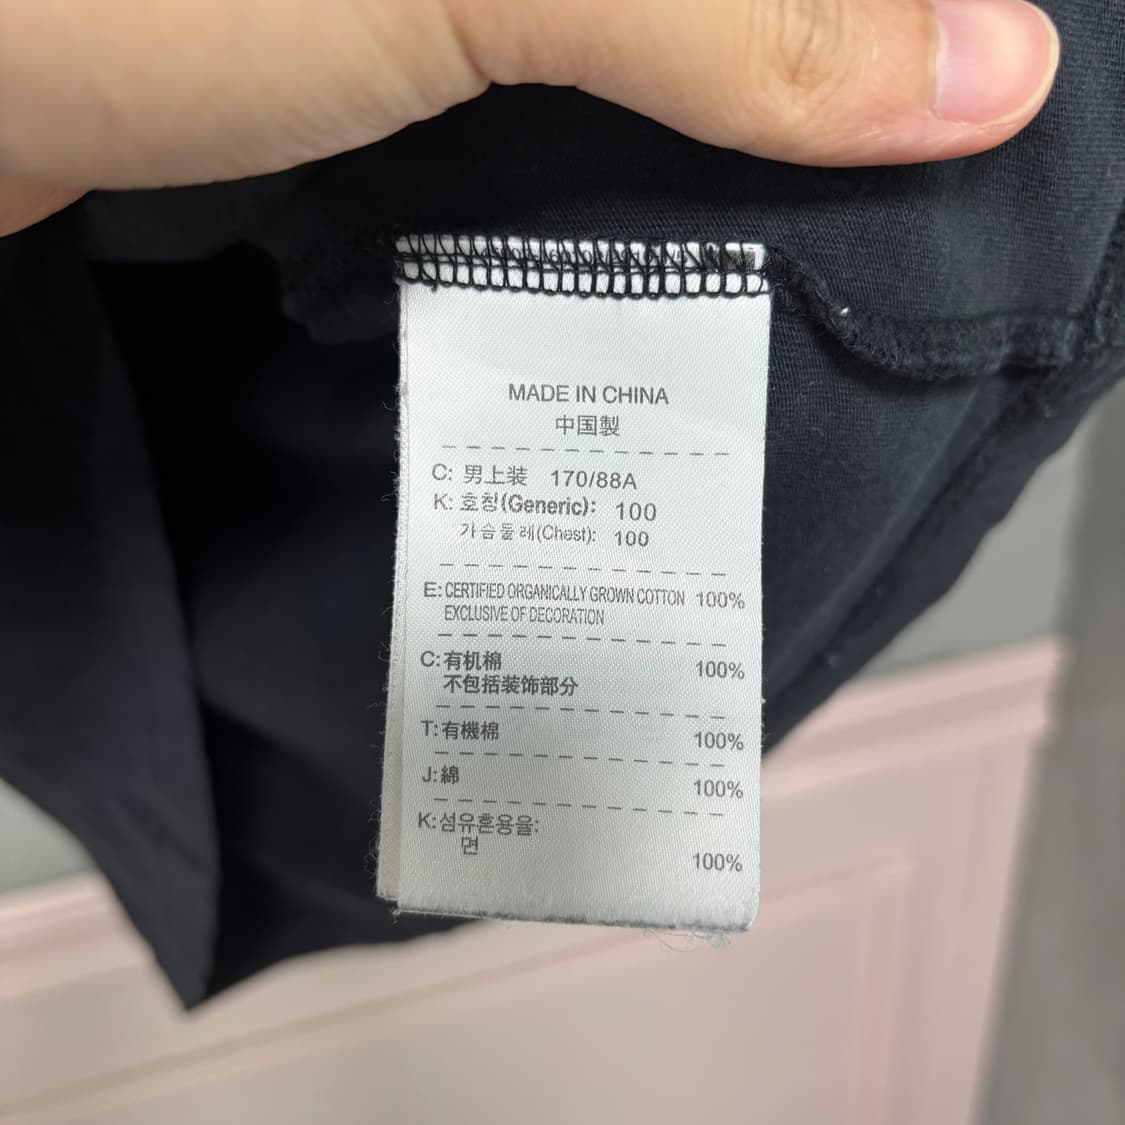 MADE IN CHINA
中国製
C: 男上装 170/88A
K: 호칭(Generic): 100
가슴둘레(Chest): 100
E: CERTIFIED ORGANICALLY GROWN COTTON 100%
EXCLUSIVE OF DECORATION
C: 有机棉 100%
不包括装饰部分
T: 有機棉 100%
J: 綿 100%
K: 섬유혼용율:
면 100%